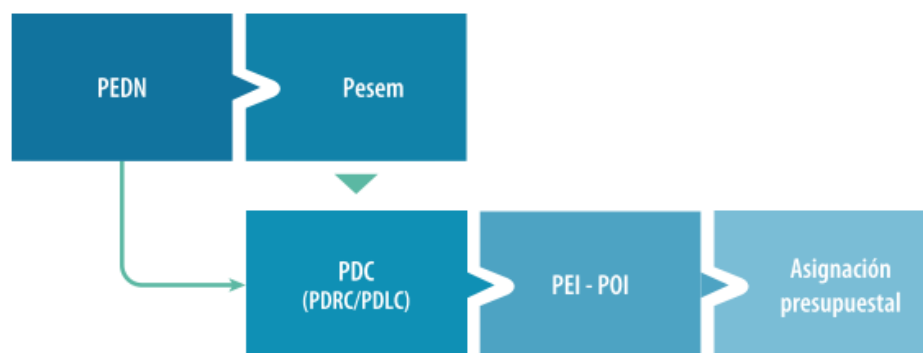 PEDN
Pesem
PDC
(PDRC/PDLC)
PEI - POI
Asignación
presupuestal